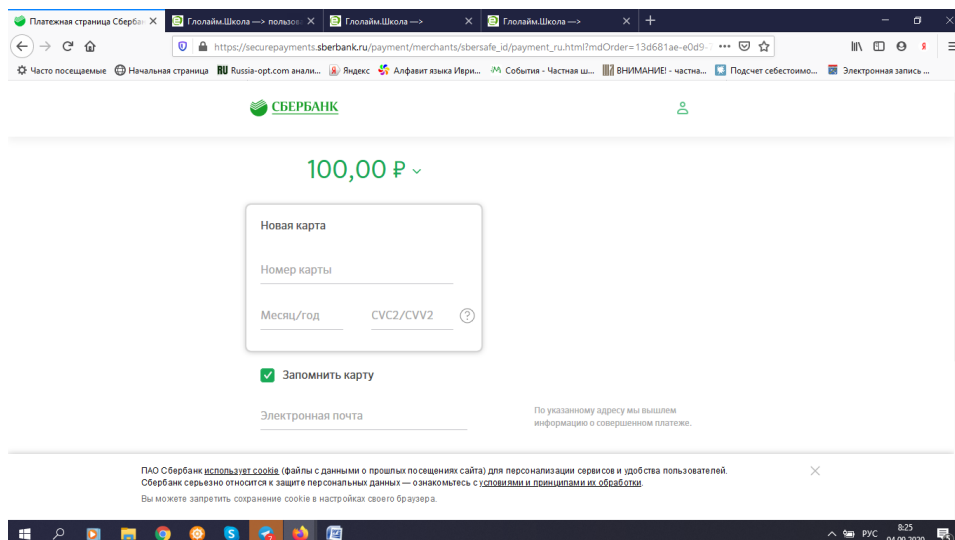 Платежная страница Сбербан
Глолайм.Школа —> пользов
Глолайм.Школа —>
Глолайм.Школа —>
https://securepayments.sberbank.ru/payment/merchants/sbersafe_id/payment_ru.html?mdOrder=13d681ae-e0d9-
Часто посещаемые
Начальная страница
RU Russia-opt.com анали...
Яндекс
Алфавит языка Иври...
События - Частная ш...
ВНИМАНИЕ! - частна...
Подсчет себестоимо...
Электронная запись ...
СБЕРБАНК
100,00 ₽
Новая карта
Номер карты
Месяц/год CVC2/CVV2 ?
Запомнить карту
Электронная почта
По указанному адресу мы вышлем
информацию о совершенном платеже.
ПАО Сбербанк использует cookie (файлы с данными о прошлых посещениях сайта) для персонализации сервисов и удобства пользователей.
Сбербанк серьезно относится к защите персональных данных — ознакомьтесь с условиями и принципами их обработки.
Вы можете запретить сохранение cookie в настройках своего браузера.
РУС
8:25
04.09.2020